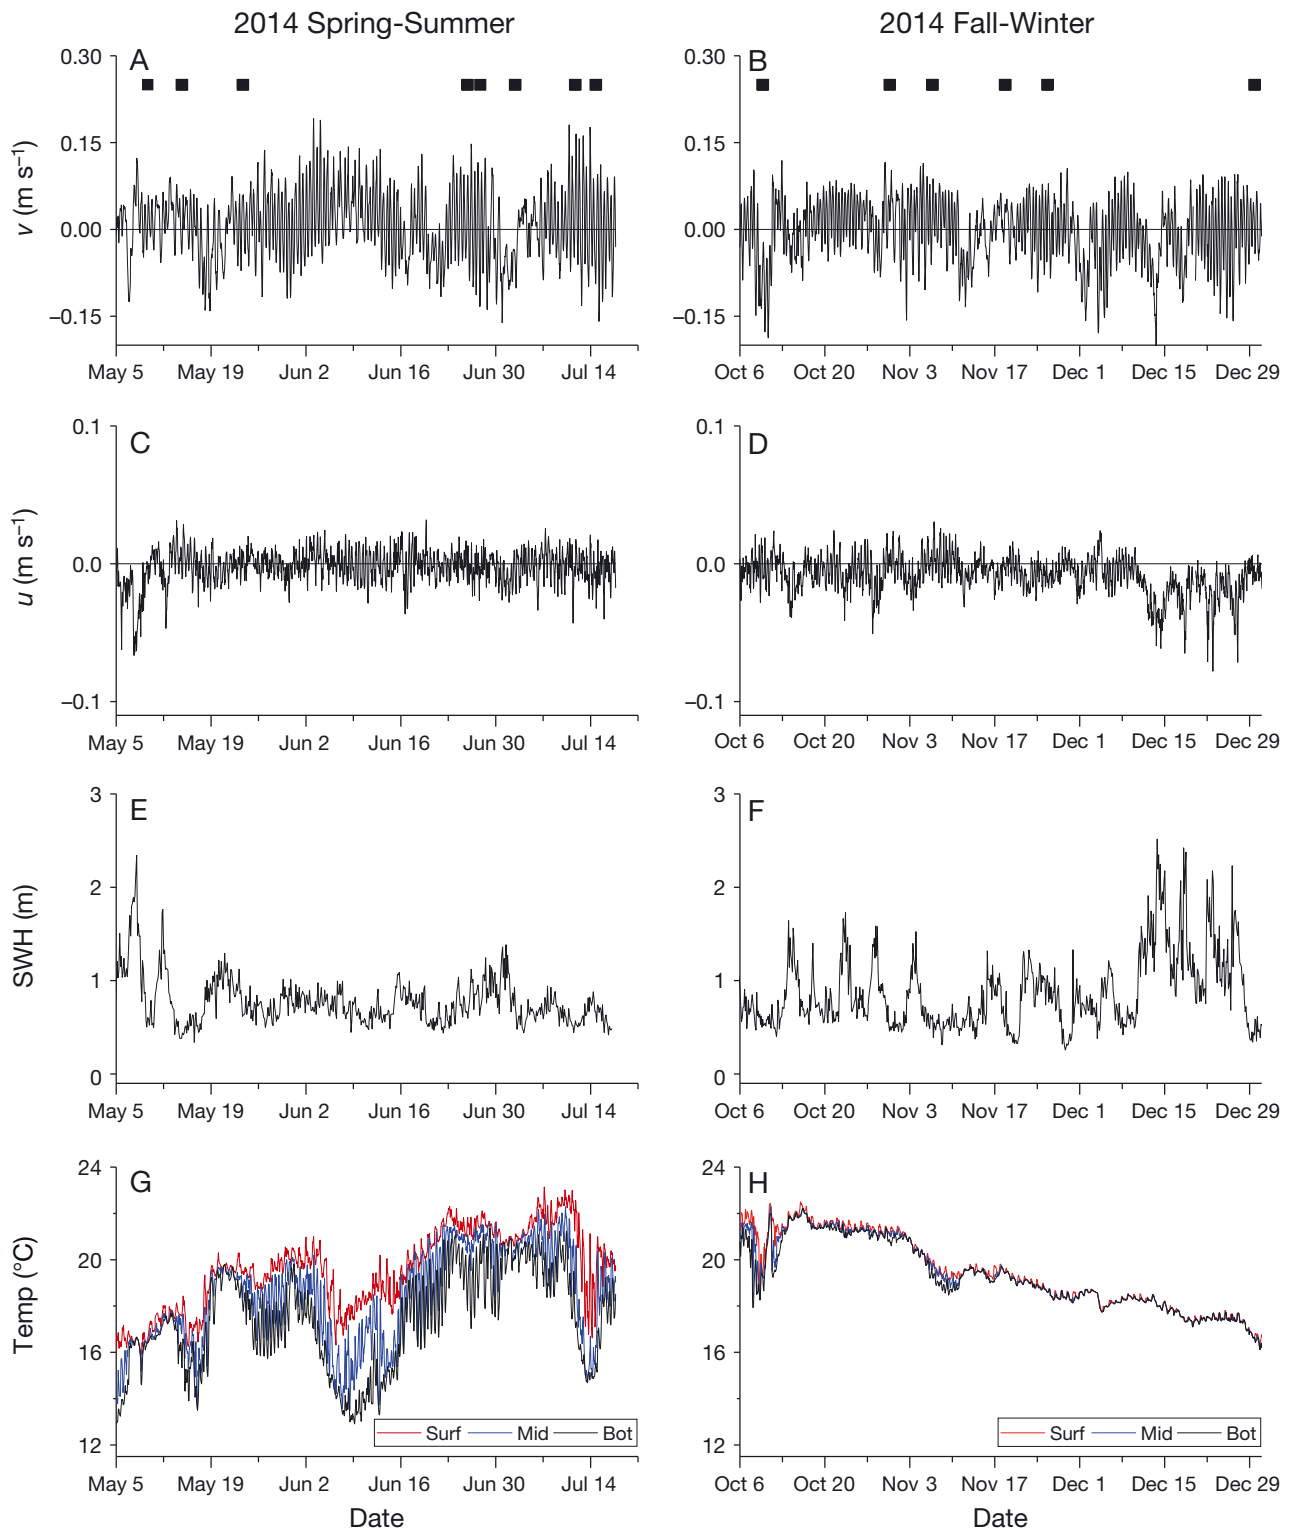 2014 Spring-Summer
2014 Fall-Winter
A
v (m s⁻¹)
0.30
0.15
0.00
−0.15
May 5 May 19 Jun 2 Jun 16 Jun 30 Jul 14
B
0.30
0.15
0.00
−0.15
Oct 6 Oct 20 Nov 3 Nov 17 Dec 1 Dec 15 Dec 29
C
u (m s⁻¹)
0.1
0.0
−0.1
May 5 May 19 Jun 2 Jun 16 Jun 30 Jul 14
D
0.1
0.0
−0.1
Oct 6 Oct 20 Nov 3 Nov 17 Dec 1 Dec 15 Dec 29
E
SWH (m)
3
2
1
0
May 5 May 19 Jun 2 Jun 16 Jun 30 Jul 14
F
3
2
1
0
Oct 6 Oct 20 Nov 3 Nov 17 Dec 1 Dec 15 Dec 29
G
Temp (°C)
24
20
16
12
Surf Mid Bot
May 5 May 19 Jun 2 Jun 16 Jun 30 Jul 14
Date
H
24
20
16
12
Surf Mid Bot
Oct 6 Oct 20 Nov 3 Nov 17 Dec 1 Dec 15 Dec 29
Date